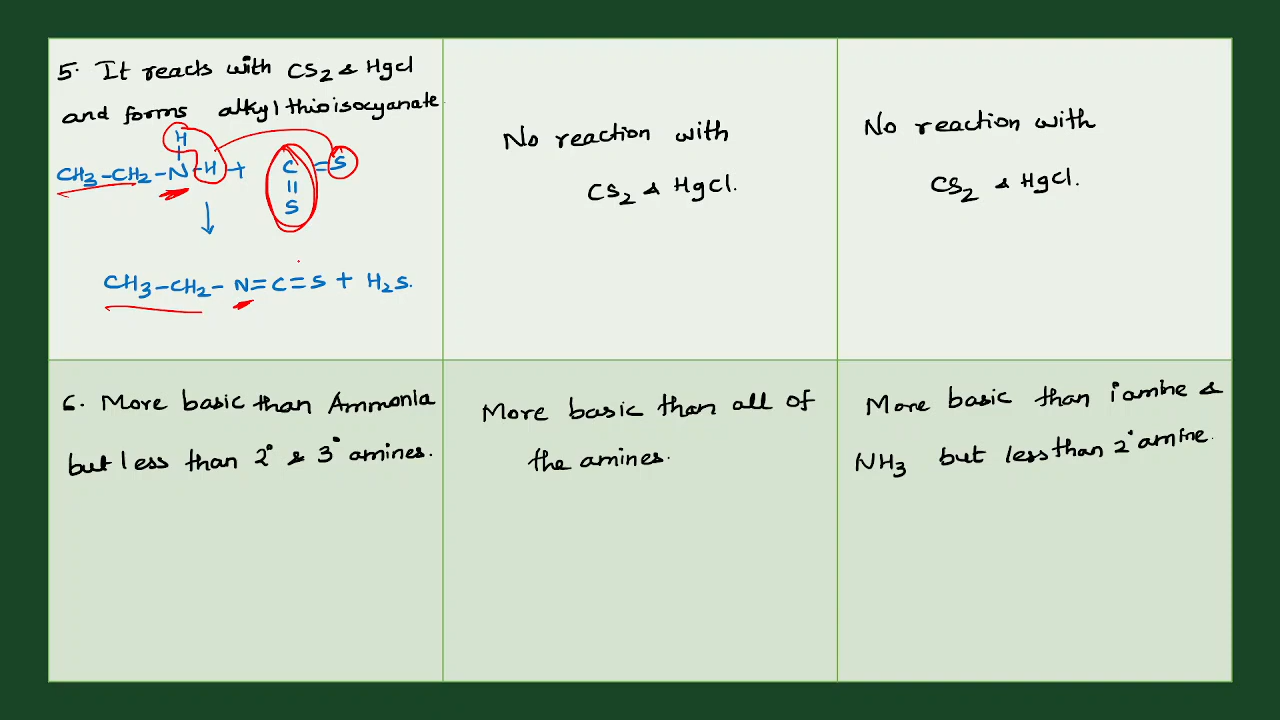 5. It reacts with CS2 & Hgcl
and forms alkyl thioisocyanate
H
|
CH3-CH2-N-H + C=S
||
S
↓
CH3-CH2-N=C=S + H2S.
No reaction with
CS2 & Hgcl.
No reaction with
CS2 & Hgcl.
6. More basic than Ammonia
but less than 2° & 3° amines.
More basic than all of
the amines.
More basic than i amine &
NH3 but less than 2° amine.